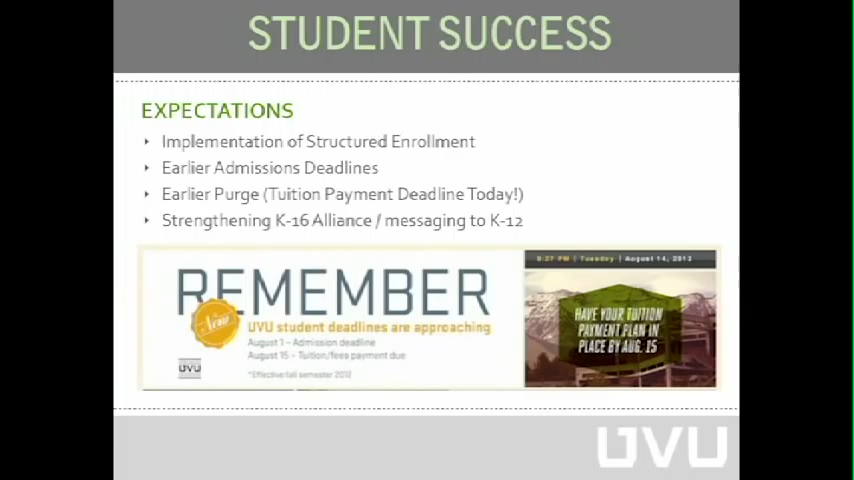 STUDENT SUCCESS
EXPECTATIONS
Implementation of Structured Enrollment
Earlier Admissions Deadlines
Earlier Purge (Tuition Payment Deadline Today!)
Strengthening K-16 Alliance / messaging to K-12
REMEMBER
New
UVU student deadlines are approaching
August 1 – Admission deadline
August 15 – Tuition/fees payment due
*Effective fall semester 2012
UVU
5:27 PM | Tuesday | August 14, 2012
HAVE YOUR TUITION
PAYMENT PLAN IN
PLACE BY AUG. 15
UVU